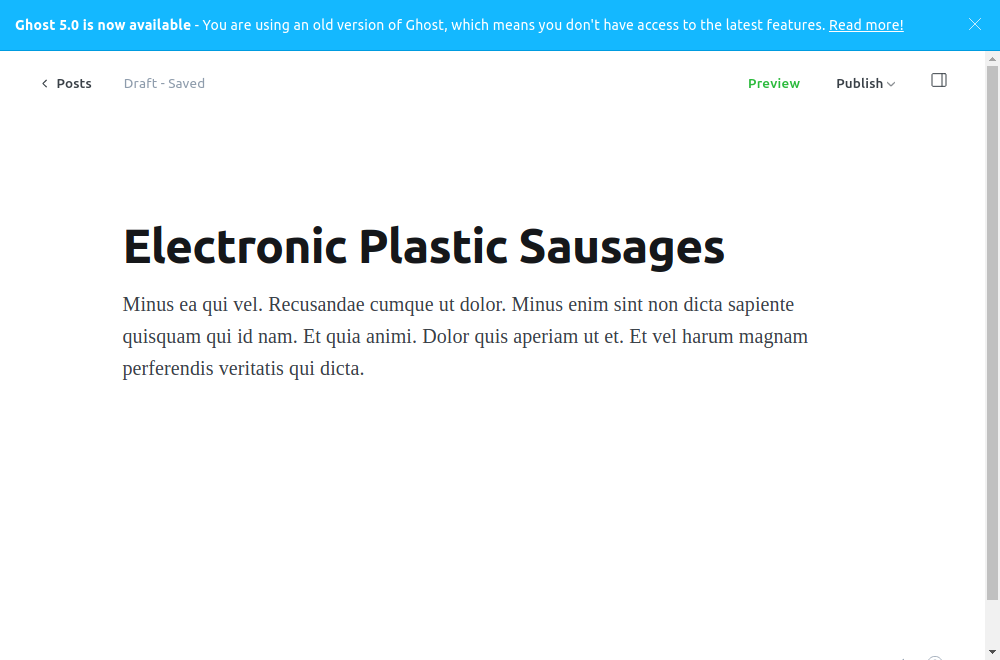 Ghost 5.0 is now available - You are using an old version of Ghost, which means you don't have access to the latest features. Read more!
Posts Draft - Saved Preview Publish
Electronic Plastic Sausages
Minus ea qui vel. Recusandae cumque ut dolor. Minus enim sint non dicta sapiente
quisquam qui id nam. Et quia animi. Dolor quis aperiam ut et. Et vel harum magnam
perferendis veritatis qui dicta.